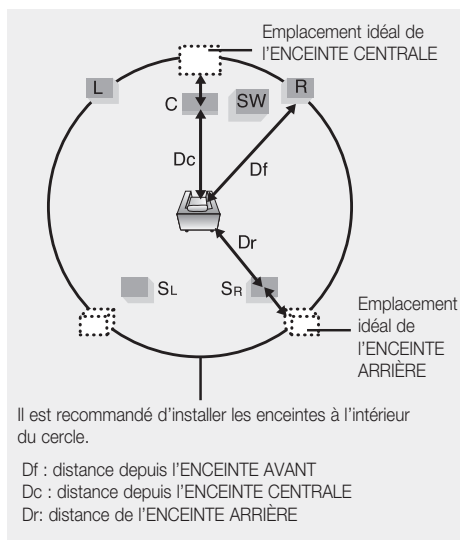 Emplacement idéal de
l’ENCEINTE CENTRALE
L
R
C
SW
Dc
Df
Dr
SL
SR
Emplacement
idéal de
l’ENCEINTE
ARRIÈRE
Il est recommandé d’installer les enceintes à l’intérieur
du cercle.
Df : distance depuis l’ENCEINTE AVANT
Dc : distance depuis l’ENCEINTE CENTRALE
Dr: distance de l’ENCEINTE ARRIÈRE